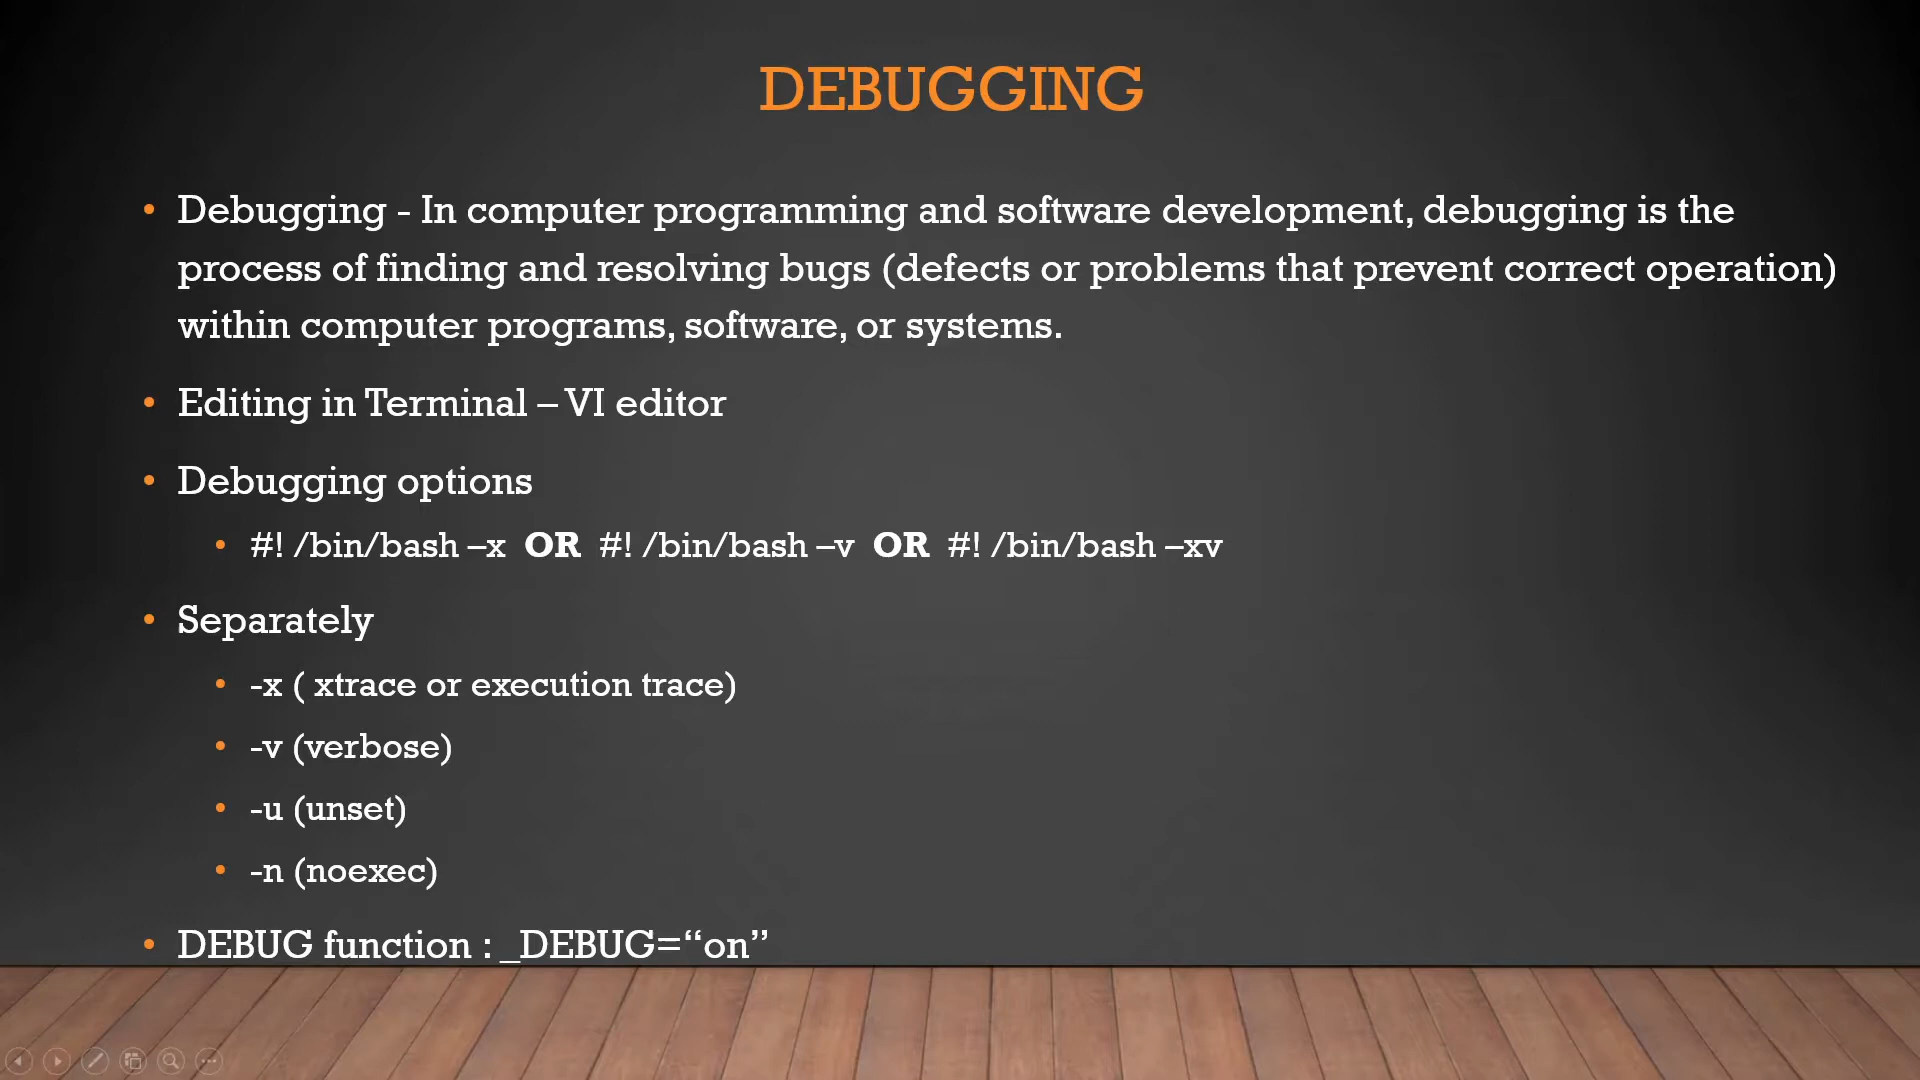 DEBUGGING
• Debugging - In computer programming and software development, debugging is the
process of finding and resolving bugs (defects or problems that prevent correct operation)
within computer programs, software, or systems.
• Editing in Terminal – VI editor
• Debugging options
• #! /bin/bash –x OR #! /bin/bash –v OR #! /bin/bash –xv
• Separately
• -x ( xtrace or execution trace)
• -v (verbose)
• -u (unset)
• -n (noexec)
• DEBUG function : _DEBUG=“on”